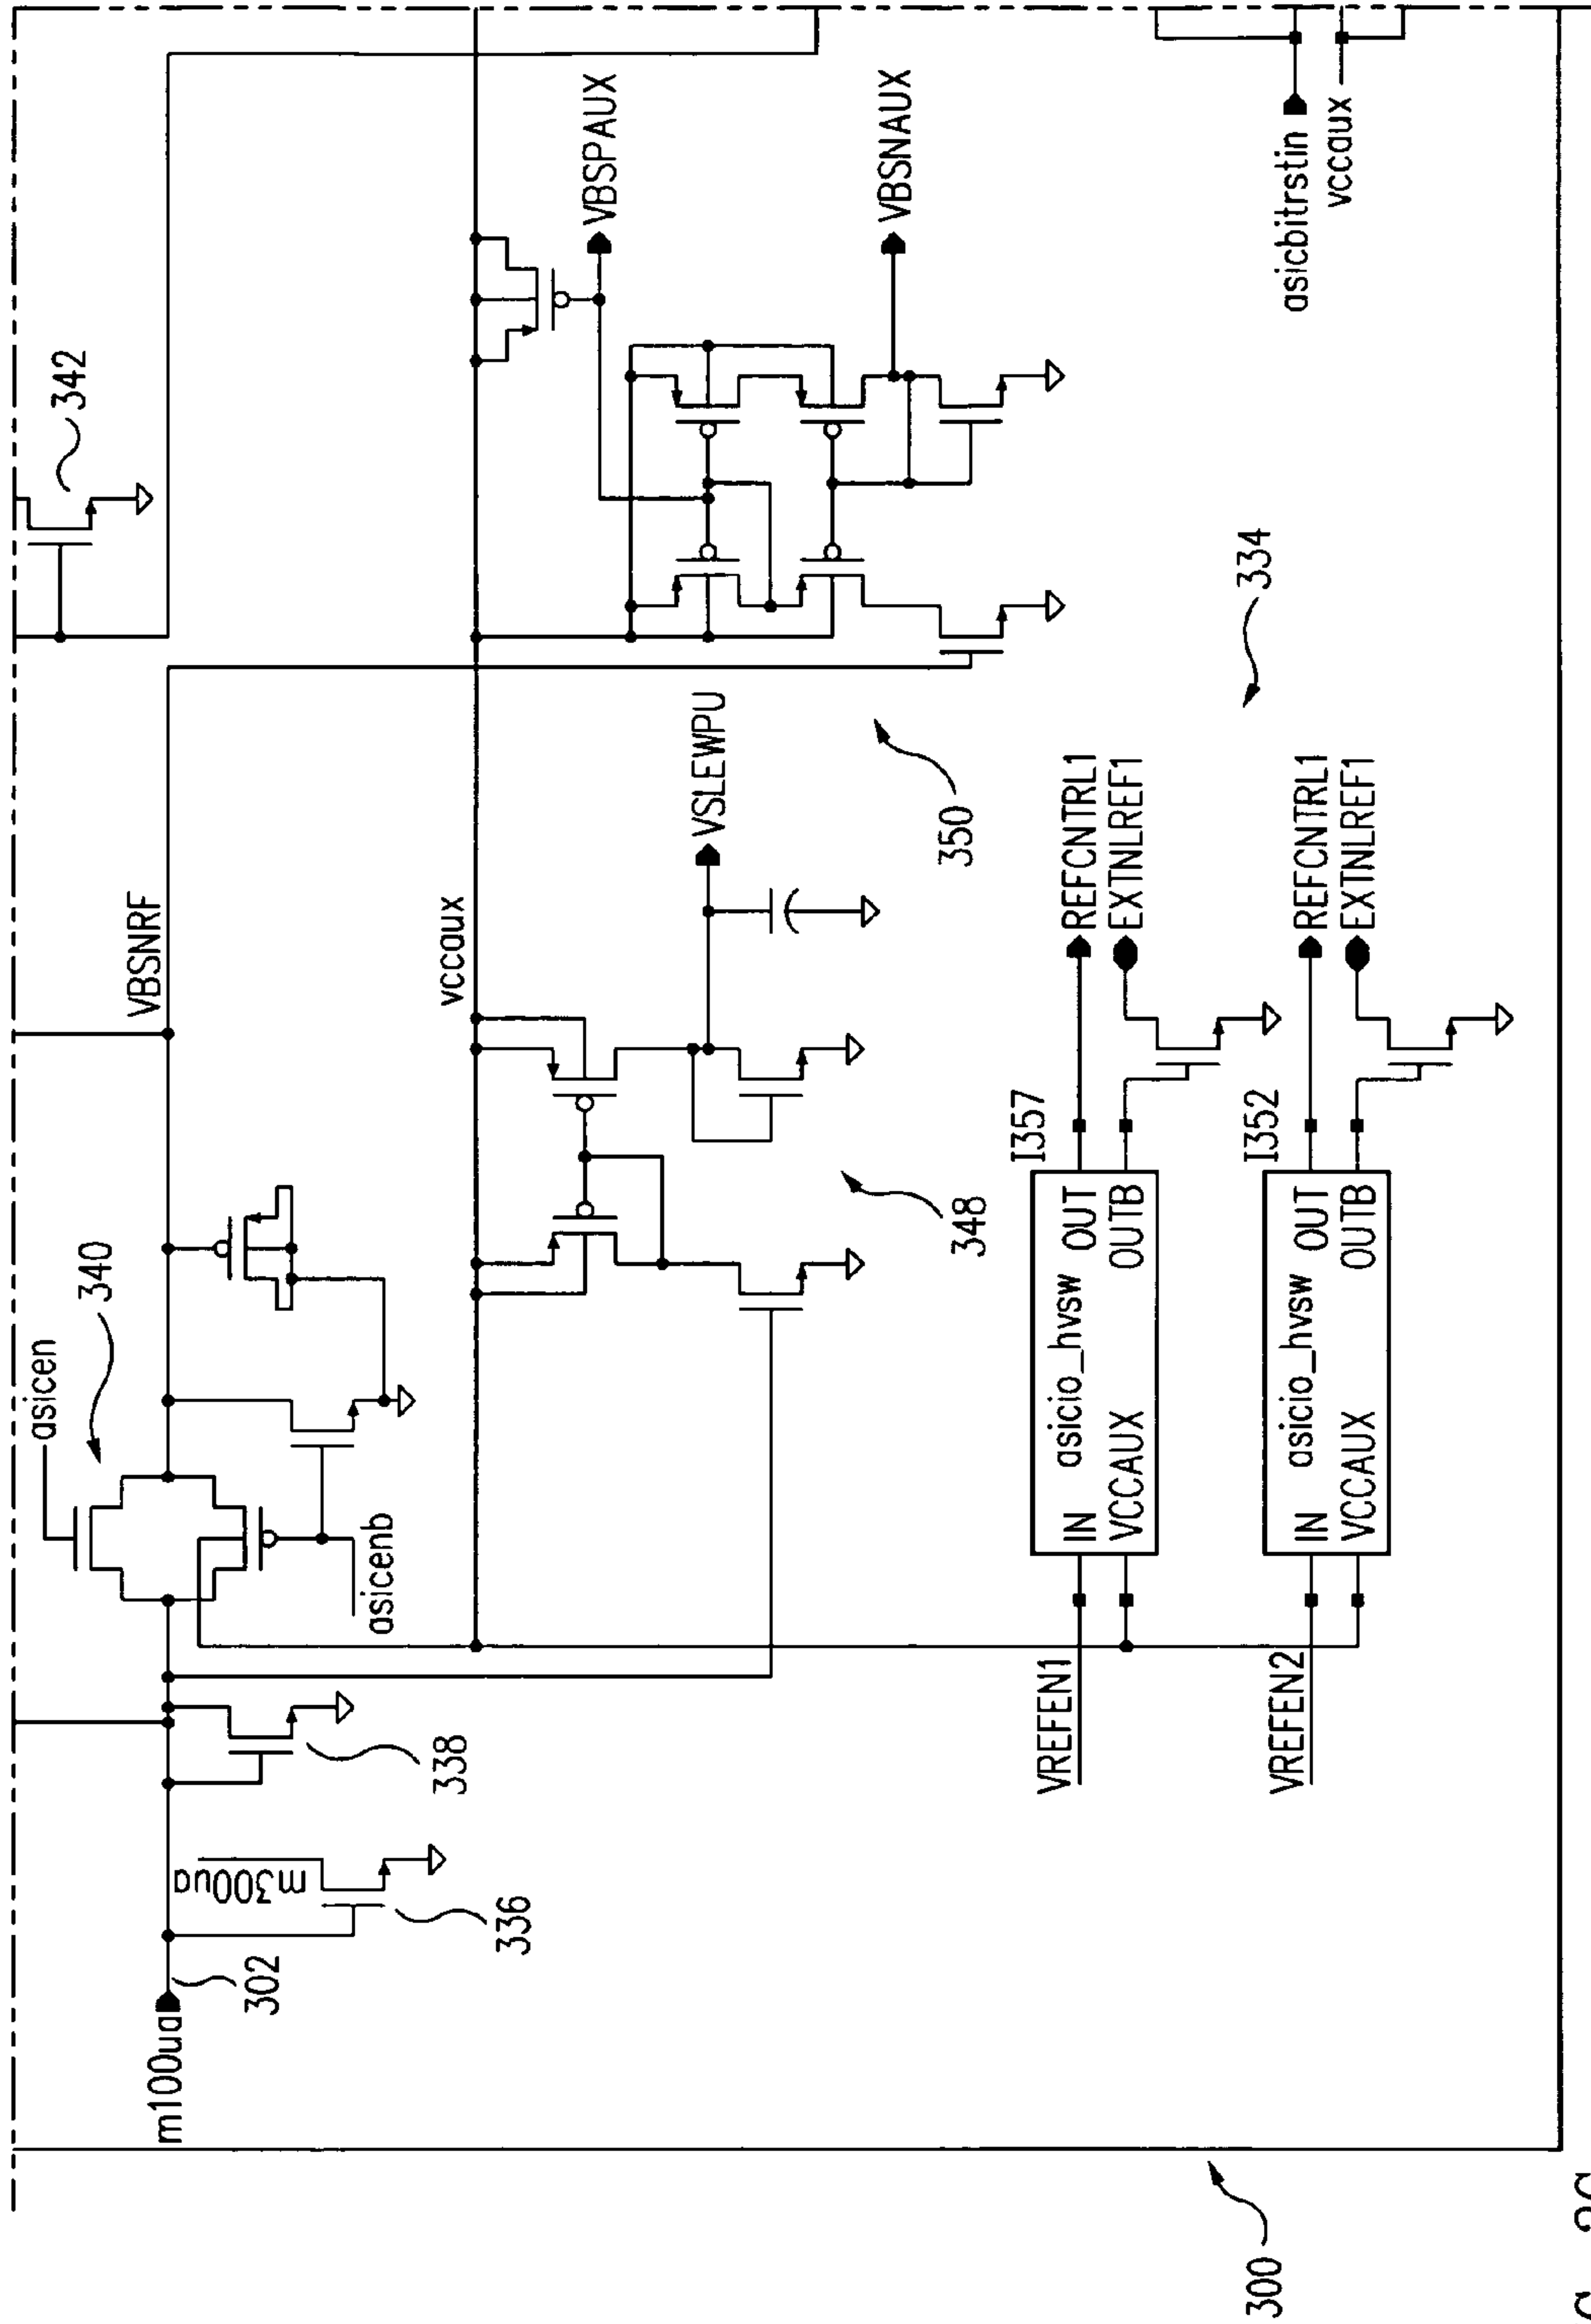 342
asicen
340
VBSNRF
m100ua
302
m300ua
336
338
asicenb
vccaux
VBSPAUX
VBSNAUX
VSLEWPU
348
350
asicbitrstin
vccaux
334
VREFEN1
I357
IN asicio_hvsw OUT
VCCAUX OUTB
REFCNTRL1
EXTNLREF1
VREFEN2
I352
IN asicio_hvsw OUT
VCCAUX OUTB
REFCNTRL1
EXTNLREF1
300